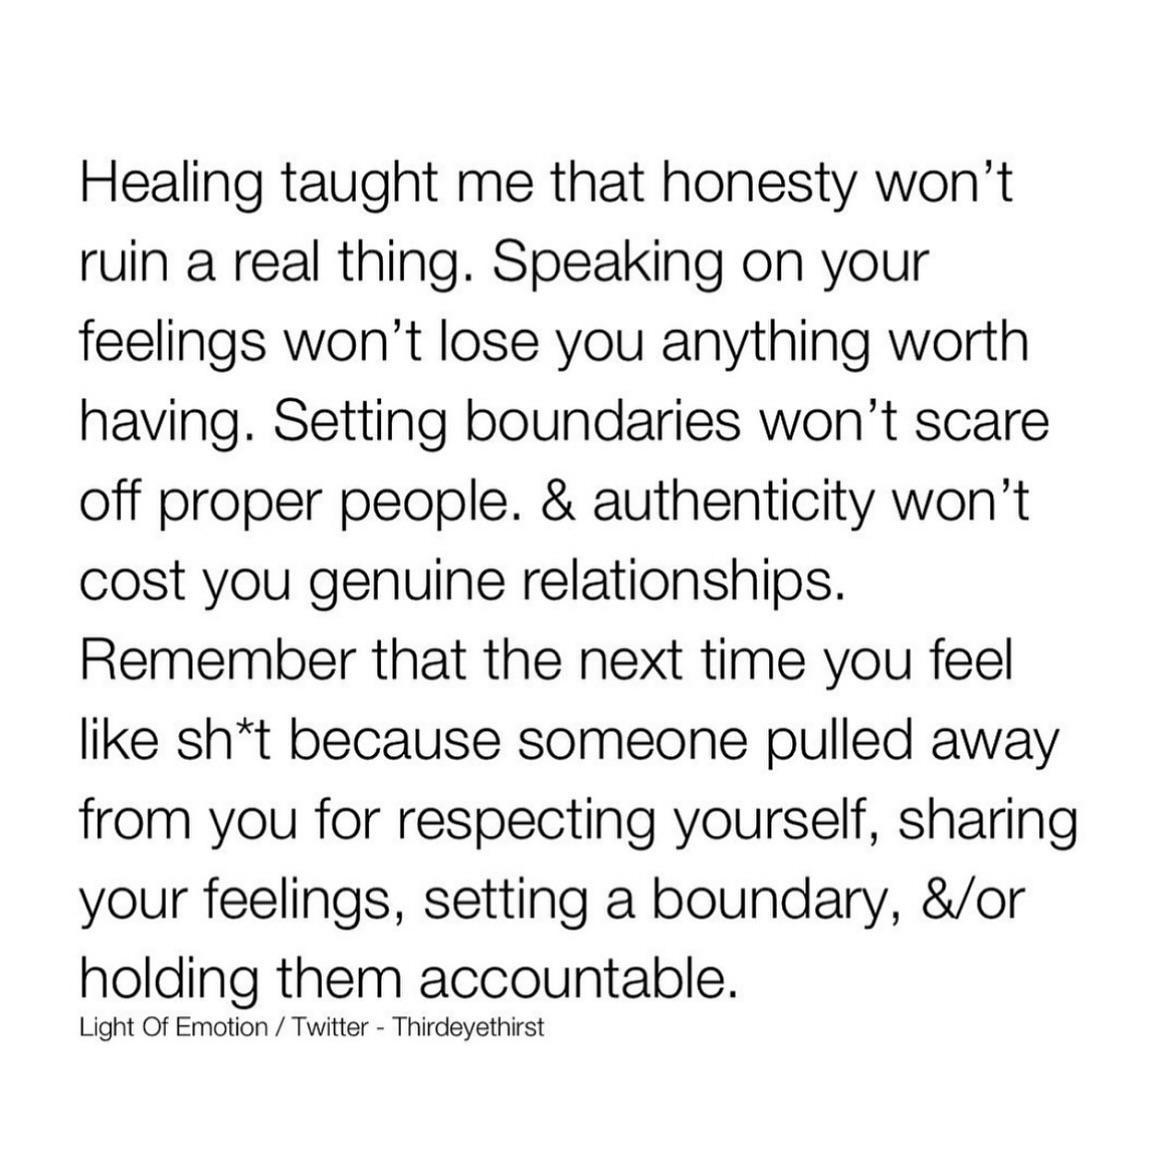 Healing taught me that honesty won’t
ruin a real thing. Speaking on your
feelings won’t lose you anything worth
having. Setting boundaries won’t scare
off proper people. & authenticity won’t
cost you genuine relationships.
Remember that the next time you feel
like sh*t because someone pulled away
from you for respecting yourself, sharing
your feelings, setting a boundary, &/or
holding them accountable.
Light Of Emotion / Twitter - Thirdeyethirst